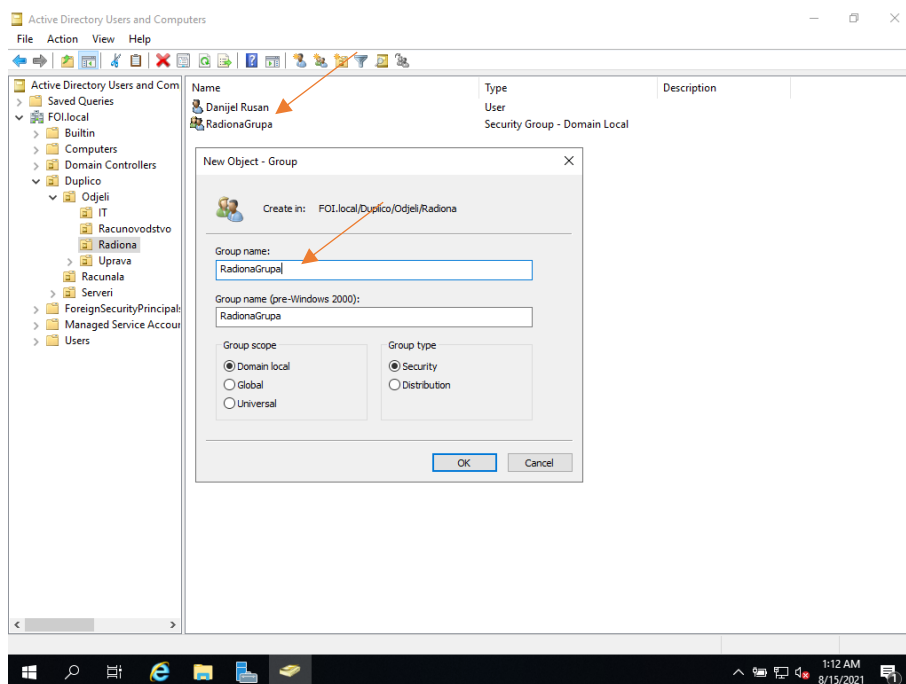 Active Directory Users and Computers
File Action View Help
Active Directory Users and Com
Saved Queries
FOI.local
Builtin
Computers
Domain Controllers
Duplico
Odjeli
IT
Racunovodstvo
Radiona
Uprava
Racunala
Serveri
ForeignSecurityPrincipals
Managed Service Accour
Users
Name Type Description
Danijel Rusan User
RadionaGrupa Security Group - Domain Local
New Object - Group
Create in: FOI.local/Duplico/Odjeli/Radiona
Group name:
RadionaGrupa
Group name (pre-Windows 2000):
RadionaGrupa
Group scope
Domain local
Global
Universal
Group type
Security
Distribution
OK Cancel
1:12 AM
8/15/2021
1